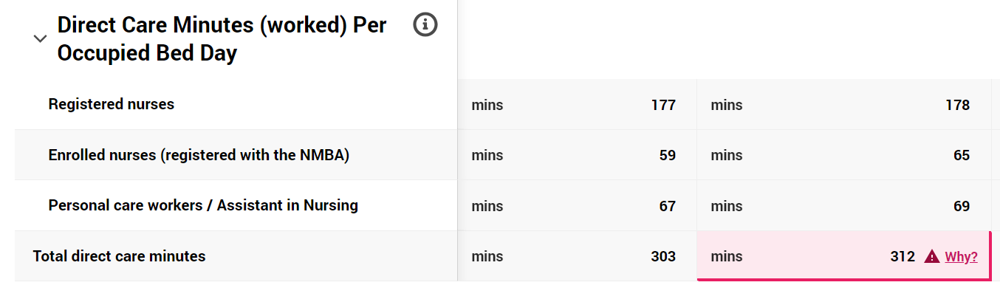 Direct Care Minutes (worked) Per
Occupied Bed Day
Registered nurses mins 177 mins 178
Enrolled nurses (registered with the NMBA) mins 59 mins 65
Personal care workers / Assistant in Nursing mins 67 mins 69
Total direct care minutes mins 303 mins 312 Why?